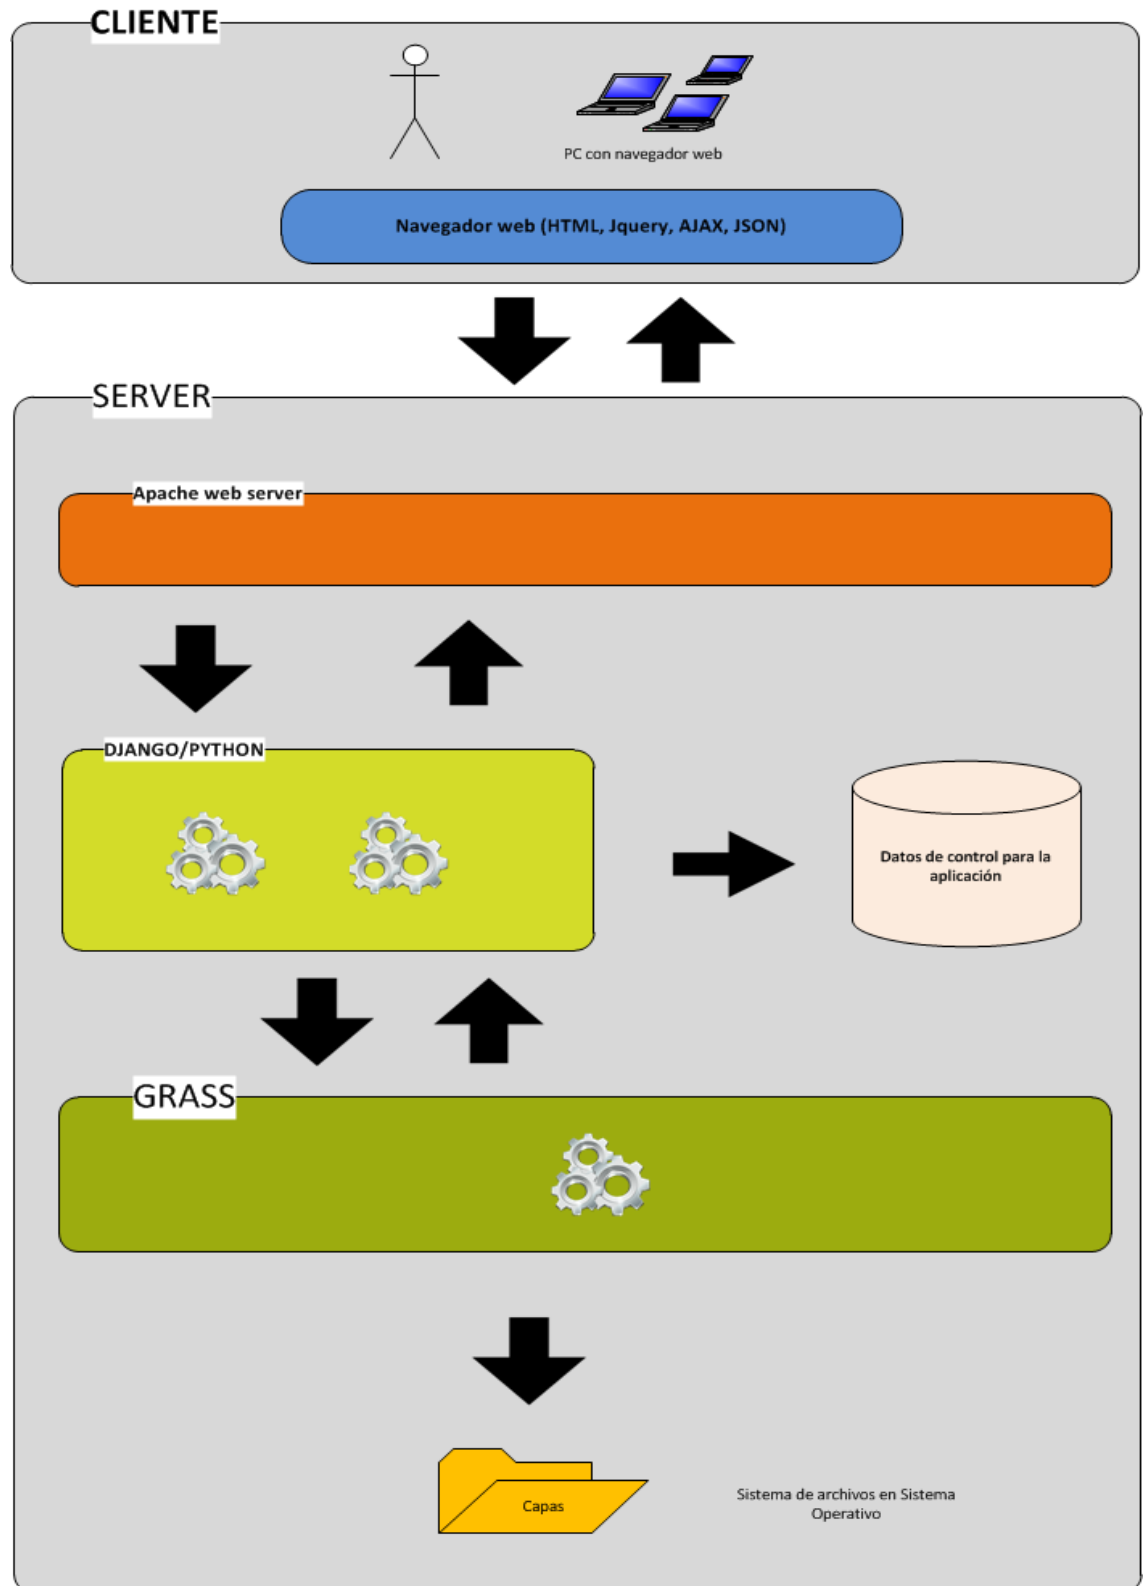 CLIENTE
PC con navegador web
Navegador web (HTML, Jquery, AJAX, JSON)
SERVER
Apache web server
DJANGO/PYTHON
Datos de control para la
aplicación
GRASS
Capas
Sistema de archivos en Sistema
Operativo